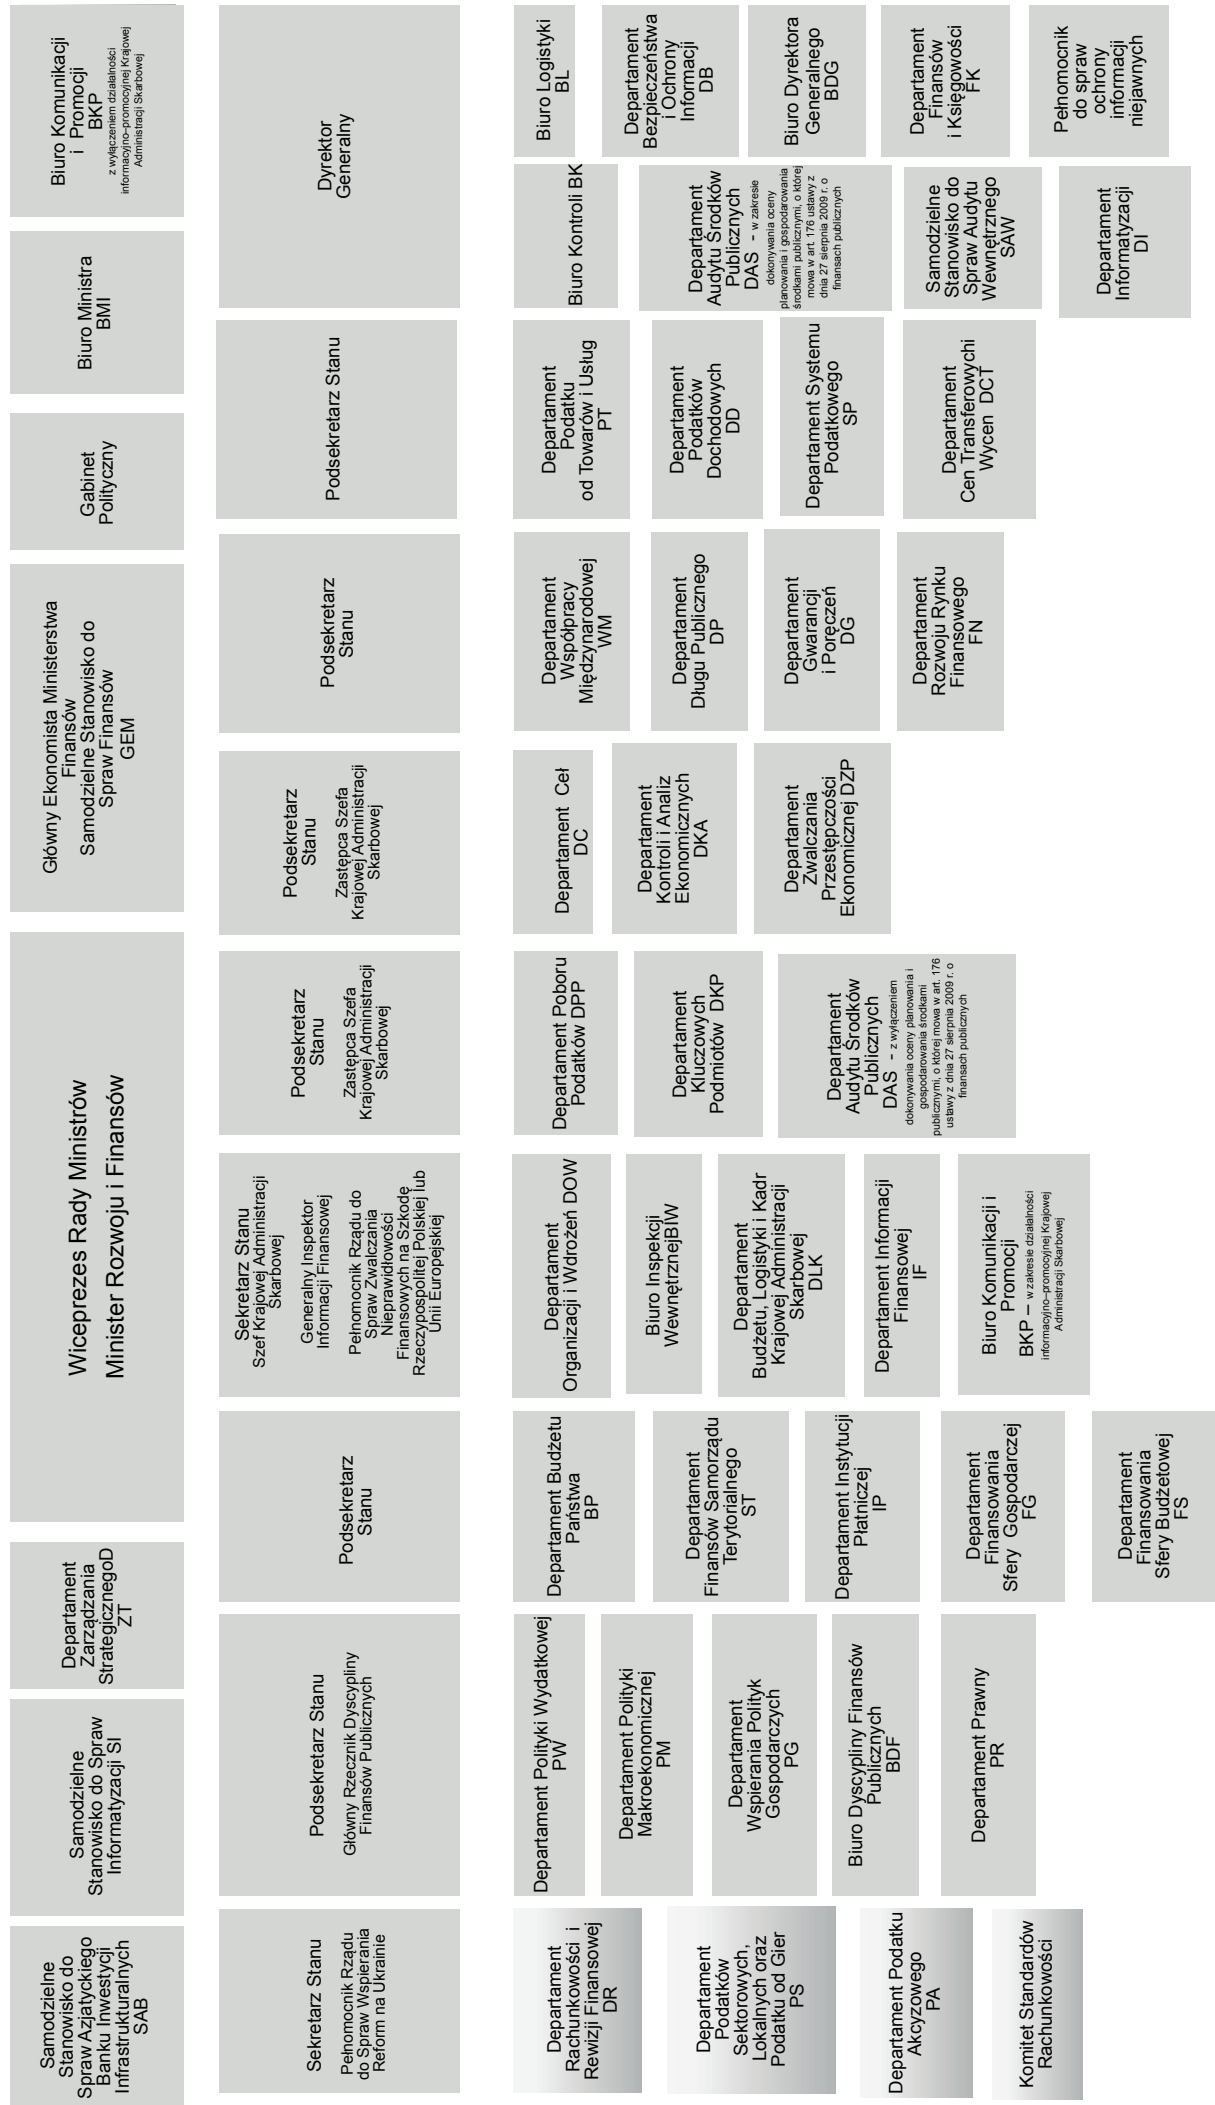 Samodzielne
Stanowisko do
Spraw Azjatyckiego
Banku Inwestycji
Infrastrukturalnych
SAB
Samodzielne
Stanowisko do Spraw
Informatyzacji SI
Departament
Zarządzania
StrategicznegoD
ZT
Wiceprezes Rady Ministrów
Minister Rozwoju i Finansów
Główny Ekonomista Ministerstwa
Finansów
Samodzielne Stanowisko do
Spraw Finansów
GEM
Gabinet
Polityczny
Biuro Ministra
BMI
Biuro Komunikacji
i Promocji
BKP
z wyłączeniem działalności
informacyjno–promocyjnej Krajowej
Administracji Skarbowej
Sekretarz Stanu
Pełnomocnik Rządu
do Spraw Wspierania
Reform na Ukrainie
Departament
Rachunkowości i
Rewizji Finansowej
DR
Departament
Podatków
Sektorowych,
Lokalnych oraz
Podatku od Gier
PS
Departament Podatku
Akcyzowego
PA
Komitet Standardów
Rachunkowości
Podsekretarz Stanu
Główny Rzecznik Dyscypliny
Finansów Publicznych
Departament Polityki Wydatkowej
PW
Departament Polityki
Makroekonomicznej
PM
Departament
Wspierania Polityk
Gospodarczych
PG
Biuro Dyscypliny Finansów
Publicznych
BDF
Departament Prawny
PR
Podsekretarz
Stanu
Departament Budżetu
Państwa
BP
Departament
Finansów Samorządu
Terytorialnego
ST
Departament Instytucji
Płatniczej
IP
Departament
Finansowania
Sfery Gospodarczej
FG
Departament
Finansowania
Sfery Budżetowej
FS
Sekretarz Stanu
Szef Krajowej Administracji
Skarbowej
Generalny Inspektor
Informacji Finansowej
Pełnomocnik Rządu do
Spraw Zwalczania
Nieprawidłowości
Finansowych na Szkodę
Rzeczypospolitej Polskiej lub
Unii Europejskiej
Departament
Organizacji i Wdrożeń DOW
Biuro Inspekcji
WewnętrznejBIW
Departament
Budżetu, Logistyki i Kadr
Krajowej Administracji
Skarbowej
DLK
Departament Informacji
Finansowej
IF
Biuro Komunikacji i
Promocji
BKP – w zakresie działalności
informacyjno–promocyjnej Krajowej
Administracji Skarbowej
Podsekretarz
Stanu
Zastępca Szefa
Krajowej Administracji
Skarbowej
Departament Poboru
Podatków DPP
Departament
Kluczowych
Podmiotów DKP
Departament
Audytu Środków
Publicznych
DAS - z wyłączeniem
dokonywania oceny planowania i
gospodarowania środkami
publicznymi, o której mowa w art. 176
ustawy z dnia 27 sierpnia 2009 r. o
finansach publicznych
Podsekretarz
Stanu
Zastępca Szefa
Krajowej Administracji
Skarbowej
Departament Ceł
DC
Departament
Kontroli i Analiz
Ekonomicznych
DKA
Departament
Zwalczania
Przestępczości
Ekonomicznej DZP
Podsekretarz
Stanu
Departament
Współpracy
Międzynarodowej
WM
Departament
Długu Publicznego
DP
Departament
Gwarancji
i Poręczeń
DG
Departament
Rozwoju Rynku
Finansowego
FN
Podsekretarz Stanu
Departament
Podatku
od Towarów i Usług
PT
Departament
Podatków
Dochodowych
DD
Departament Systemu
Podatkowego
SP
Departament
Cen Transferowychi
Wycen DCT
Dyrektor
Generalny
Biuro Kontroli BK
Departament
Audytu Środków
Publicznych
DAS - w zakresie
dokonywania oceny
planowania i gospodarowania
środkami publicznymi, o której
mowa w art. 176 ustawy z
dnia 27 sierpnia 2009 r. o
finansach publicznych
Samodzielne
Stanowisko do
Spraw Audytu
Wewnętrznego
SAW
Departament
Informatyzacji
DI
Biuro Logistyki
BL
Departament
Bezpieczeństwa
i Ochrony
Informacji
DB
Biuro Dyrektora
Generalnego
BDG
Departament
Finansów
i Księgowości
FK
Pełnomocnik
do spraw
ochrony
informacji
niejawnych